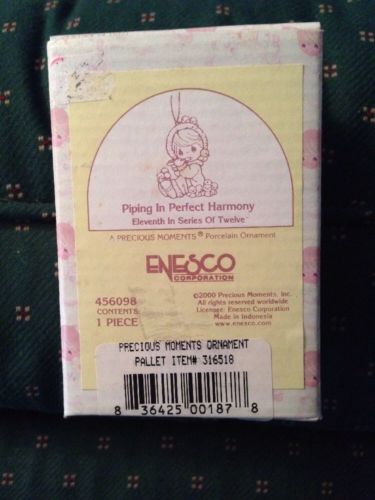 Piping In Perfect Harmony
Eleventh In Series Of Twelve
A PRECIOUS MOMENTS® Porcelain Ornament
ENESCO
CORPORATION
456098
CONTENTS:
1 PIECE
©2000 Precious Moments, Inc.
All rights reserved worldwide
Licensee: Enesco Corporation
Made in Indonesia
www.enesco.com
PRECIOUS MOMENTS ORNAMENT
PALLET ITEM# 316518
8 36425 00187 8